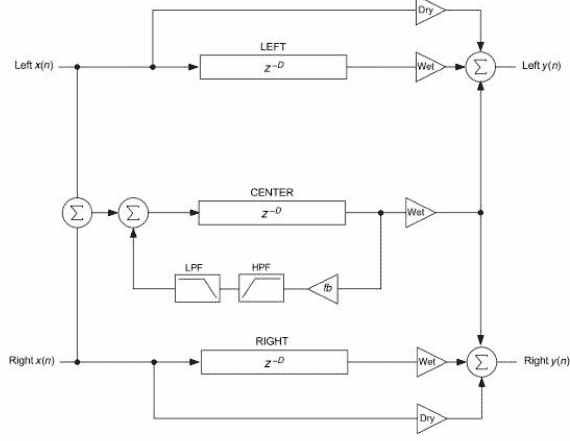 Dry
LEFT
Left x(n)
z⁻ᴰ
Wet
Σ
Left y(n)
CENTER
Σ
Σ
z⁻ᴰ
Wet
LPF
HPF
fb
RIGHT
Right x(n)
z⁻ᴰ
Wet
Σ
Right y(n)
Dry